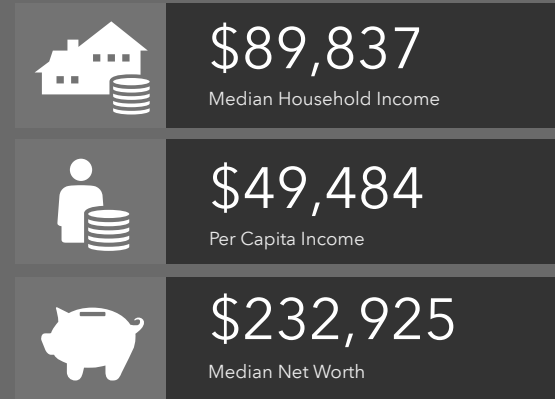 $89,837
Median Household Income
$49,484
Per Capita Income
$232,925
Median Net Worth